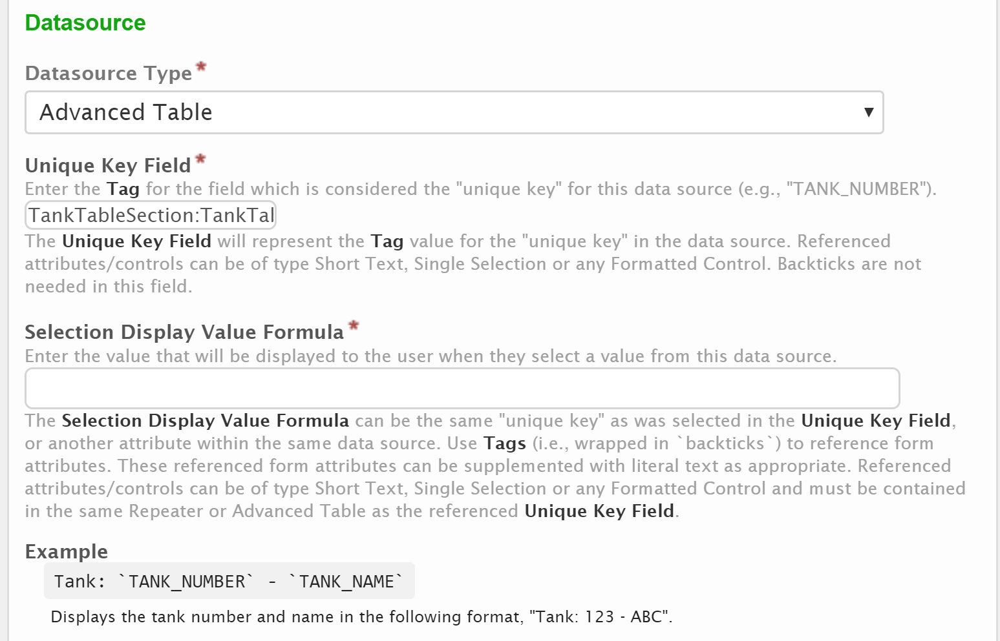 Datasource
Datasource Type*
Advanced Table ▼
Unique Key Field*
Enter the Tag for the field which is considered the "unique key" for this data source (e.g., "TANK_NUMBER").
TankTableSection:TankTal
The Unique Key Field will represent the Tag value for the "unique key" in the data source. Referenced
attributes/controls can be of type Short Text, Single Selection or any Formatted Control. Backticks are not
needed in this field.
Selection Display Value Formula*
Enter the value that will be displayed to the user when they select a value from this data source.
The Selection Display Value Formula can be the same "unique key" as was selected in the Unique Key Field,
or another attribute within the same data source. Use Tags (i.e., wrapped in `backticks`) to reference form
attributes. These referenced form attributes can be supplemented with literal text as appropriate. Referenced
attributes/controls can be of type Short Text, Single Selection or any Formatted Control and must be contained
in the same Repeater or Advanced Table as the referenced Unique Key Field.
Example
Tank: `TANK_NUMBER` - `TANK_NAME`
Displays the tank number and name in the following format, "Tank: 123 - ABC".